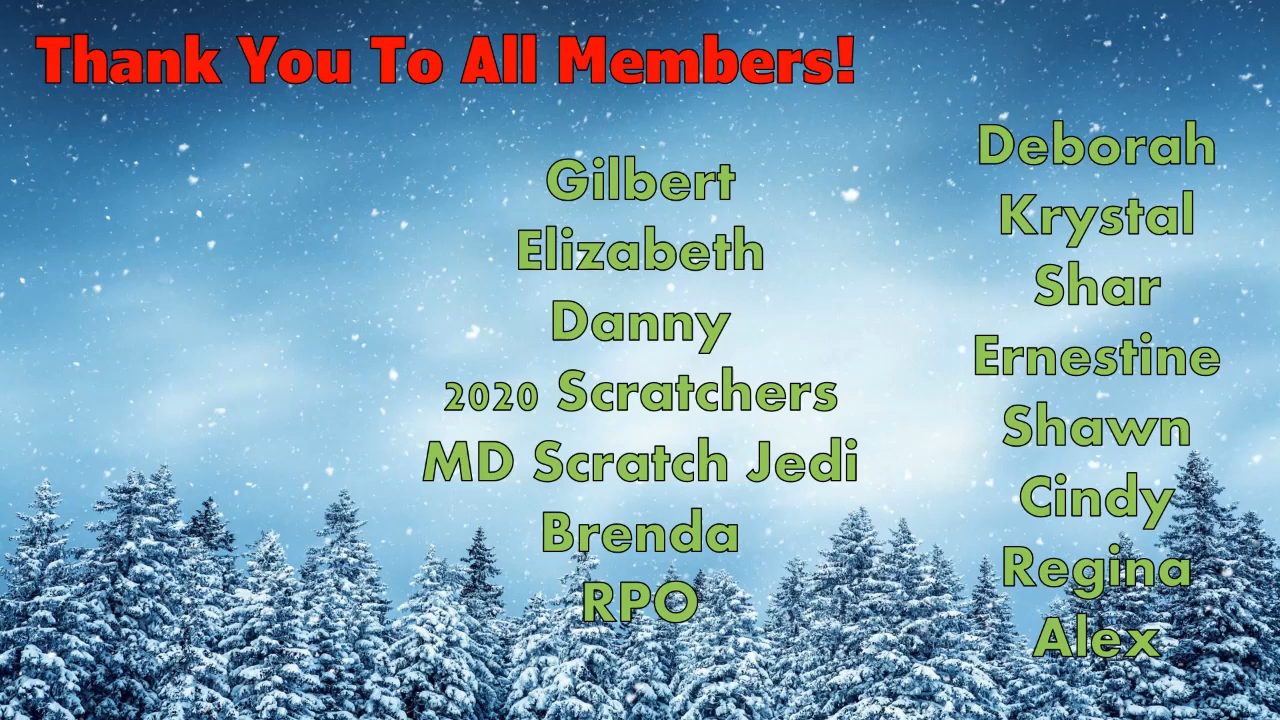 Thank You To All Members!
Gilbert
Elizabeth
Danny
2020 Scratchers
MD Scratch Jedi
Brenda
RPO
Deborah
Krystal
Shar
Ernestine
Shawn
Cindy
Regina
Alex